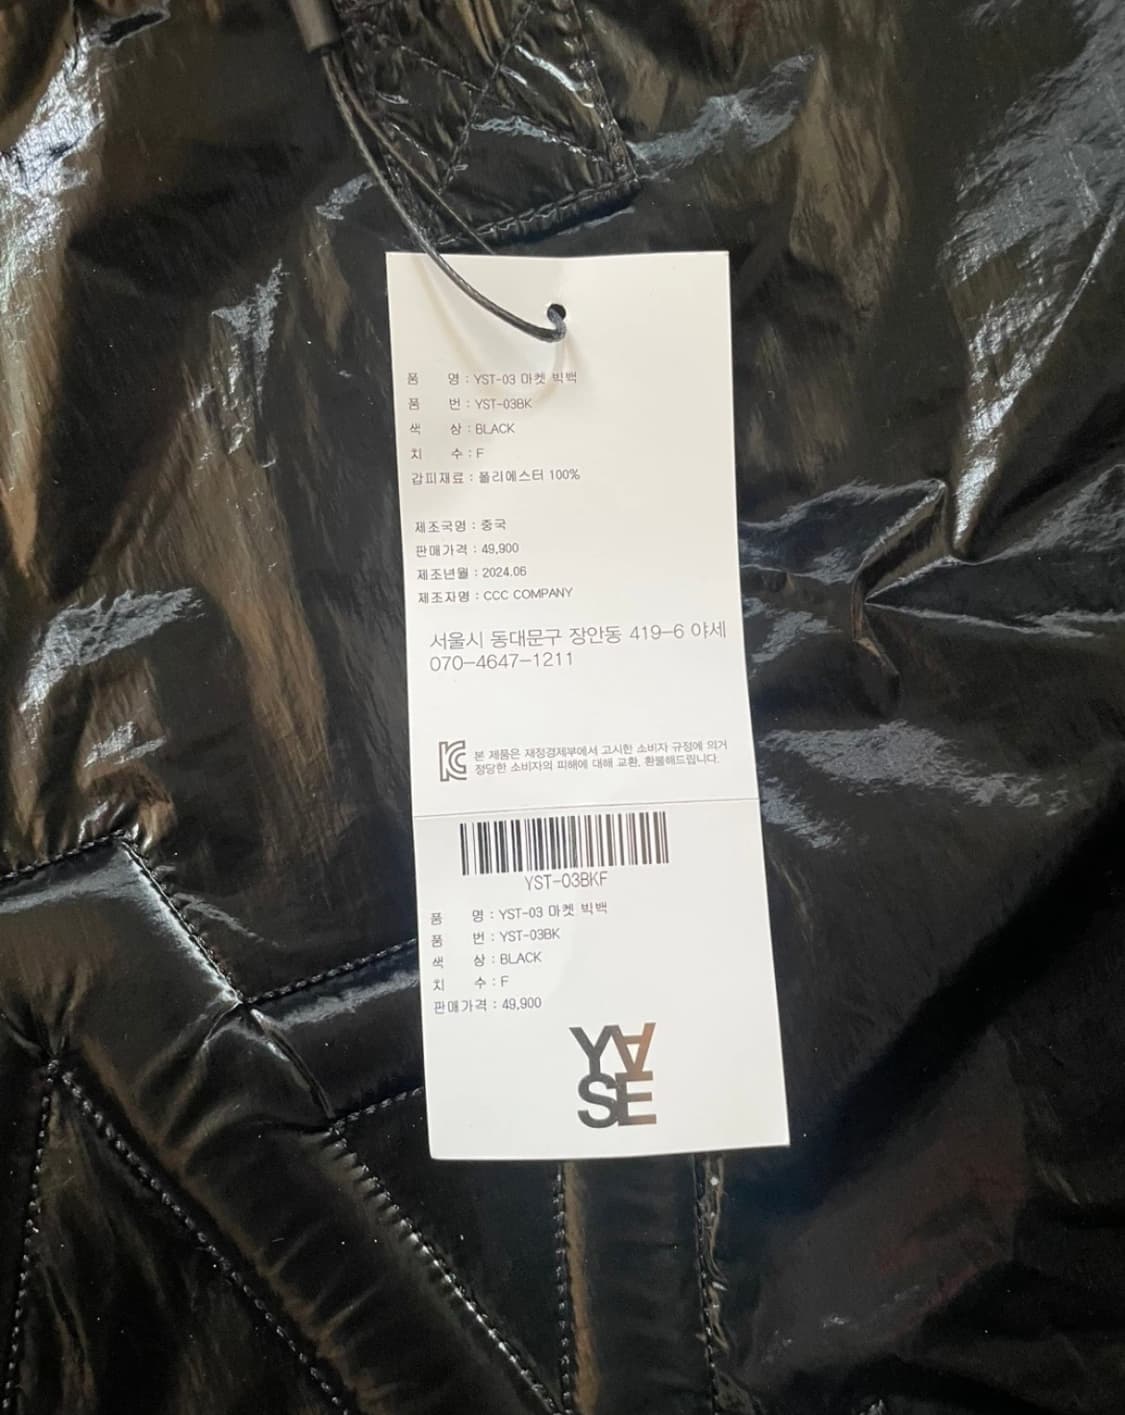 품 명 : YST-03 마켓 빅백
품 번 : YST-03BK
색 상 : BLACK
치 수 : F
갑피재료 : 폴리에스터 100%
제조국명 : 중국
판매가격 : 49,900
제조년월 : 2024.06
제조자명 : CCC COMPANY
서울시 동대문구 장안동 419-6 야세
070-4647-1211
본 제품은 재정경제부에서 고시한 소비자 규정에 의거
정당한 소비자의 피해에 대해 교환, 환불해드립니다.
YST-03BKF
품 명 : YST-03 마켓 빅백
품 번 : YST-03BK
색 상 : BLACK
치 수 : F
판매가격 : 49,900
YA
SE